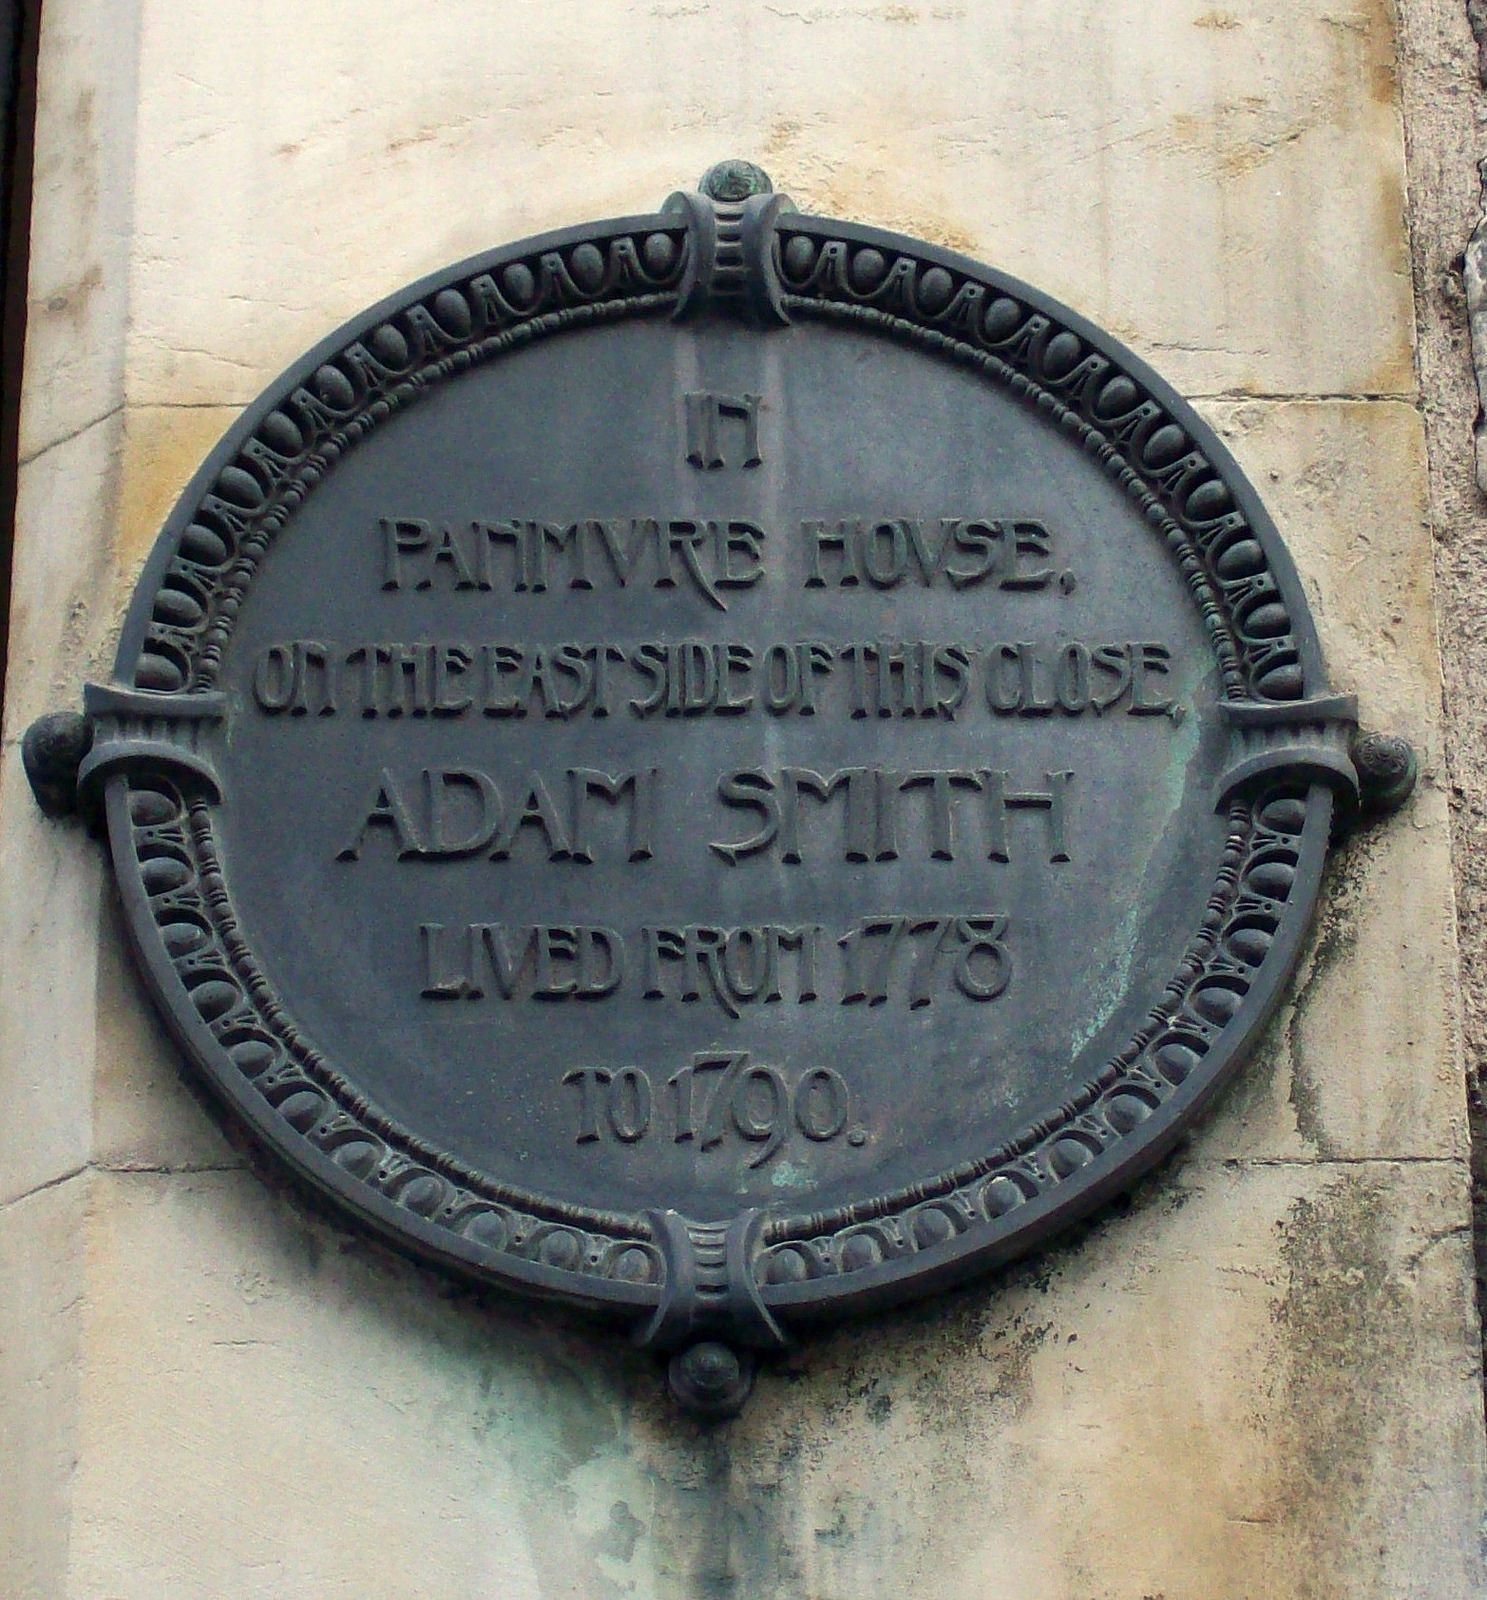 IN
PANMVRE HOVSE,
ON THE EAST SIDE OF THIS CLOSE,
ADAM SMITH
LIVED FROM 1778
TO 1790.